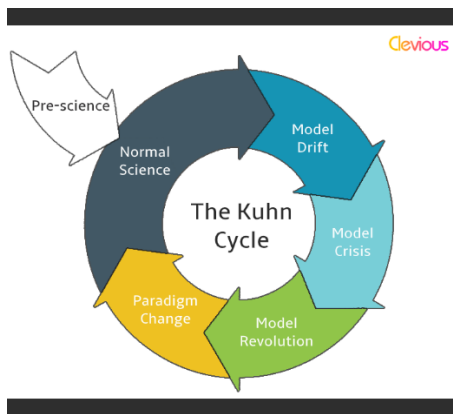 Clevious
Pre-science
Normal
Science
Model
Drift
Model
Crisis
Model
Revolution
Paradigm
Change
The Kuhn
Cycle